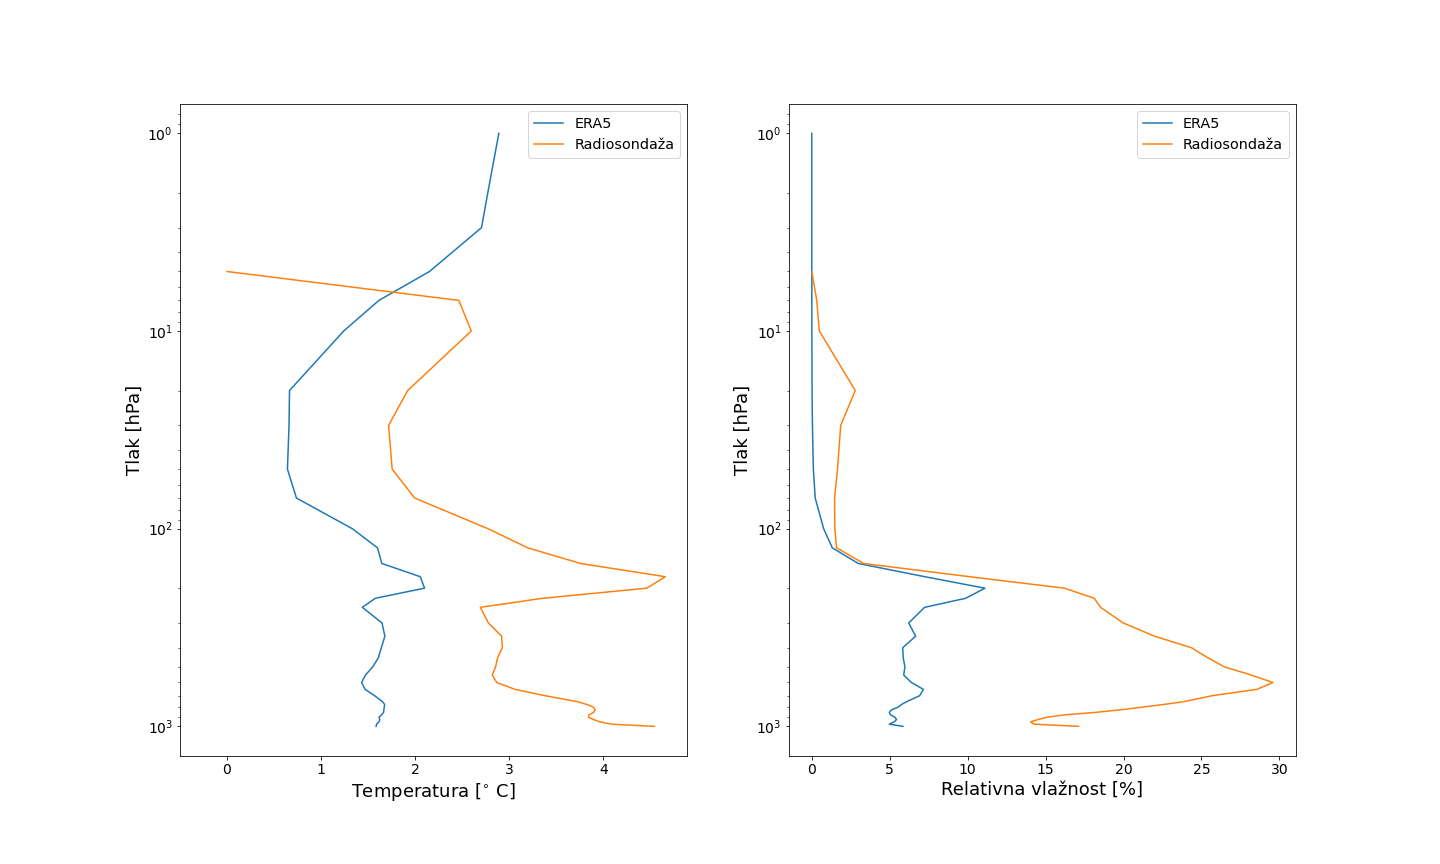 ERA5
Radiosondaža
10^0
10^1
10^2
10^3
Tlak [hPa]
0 1 2 3 4
Temperatura [° C]
ERA5
Radiosondaža
10^0
10^1
10^2
10^3
Tlak [hPa]
0 5 10 15 20 25 30
Relativna vlažnost [%]